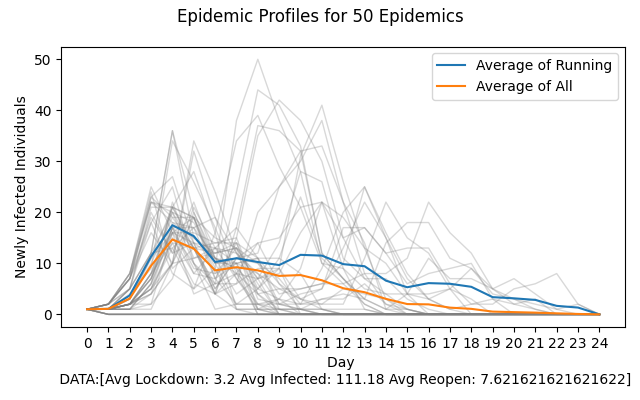 Epidemic Profiles for 50 Epidemics
Newly Infected Individuals
50
40
30
20
10
0
Average of Running
Average of All
0 1 2 3 4 5 6 7 8 9 10 11 12 13 14 15 16 17 18 19 20 21 22 23 24
Day
DATA:[Avg Lockdown: 3.2 Avg Infected: 111.18 Avg Reopen: 7.621621621621622]